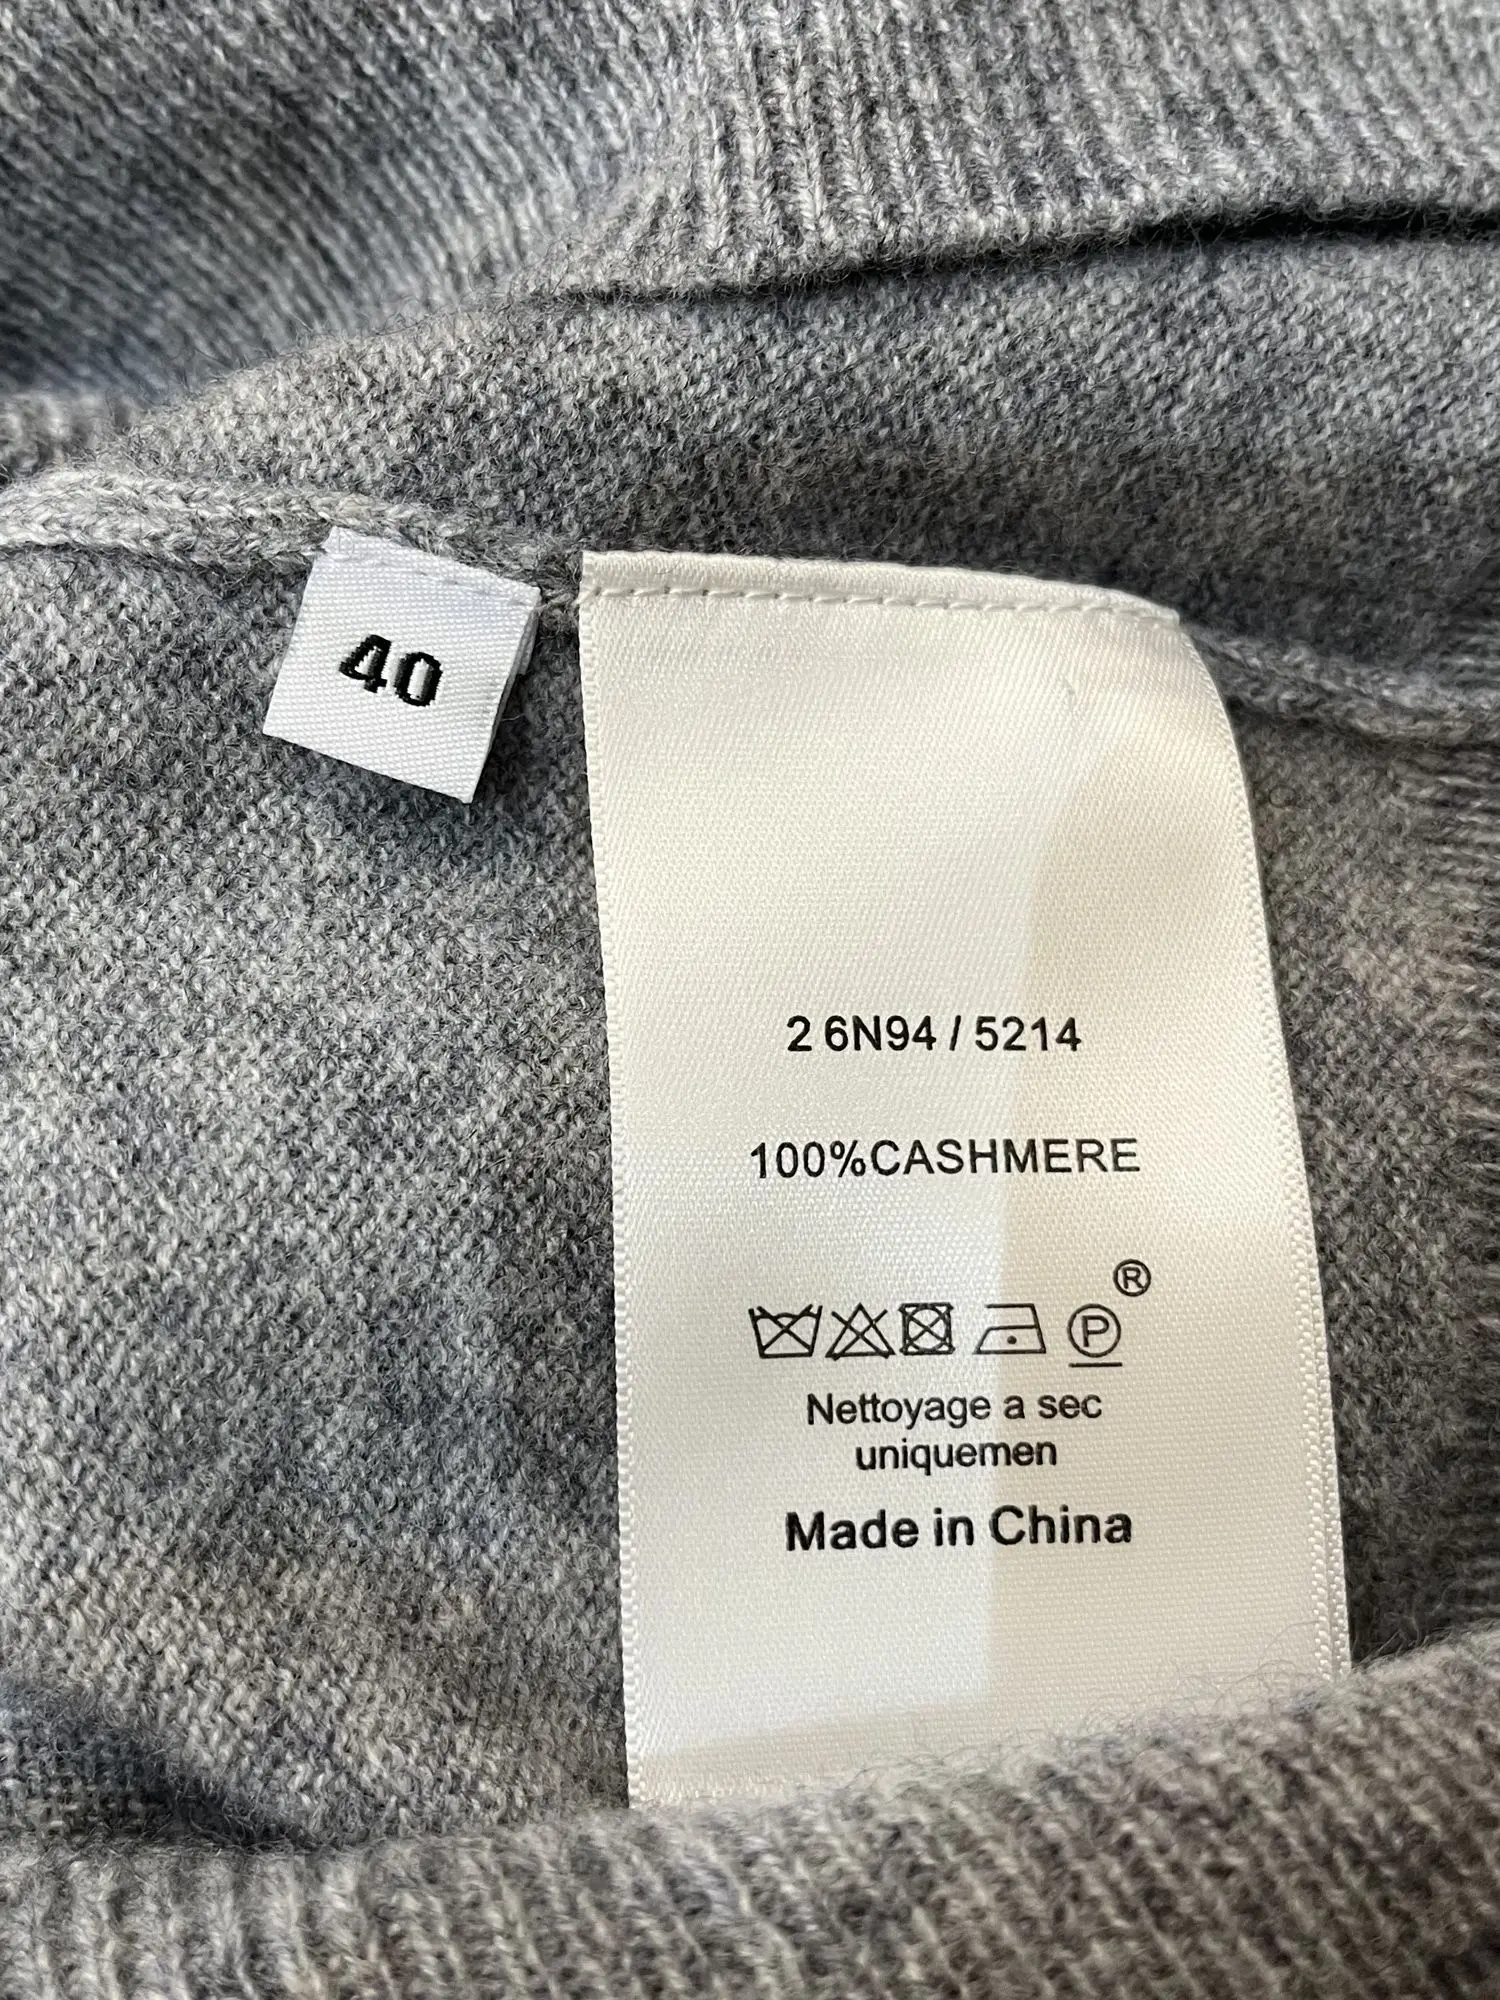 40
2 6N94 / 5214
100%CASHMERE
®
P
Nettoyage a sec
uniquemen
Made in China